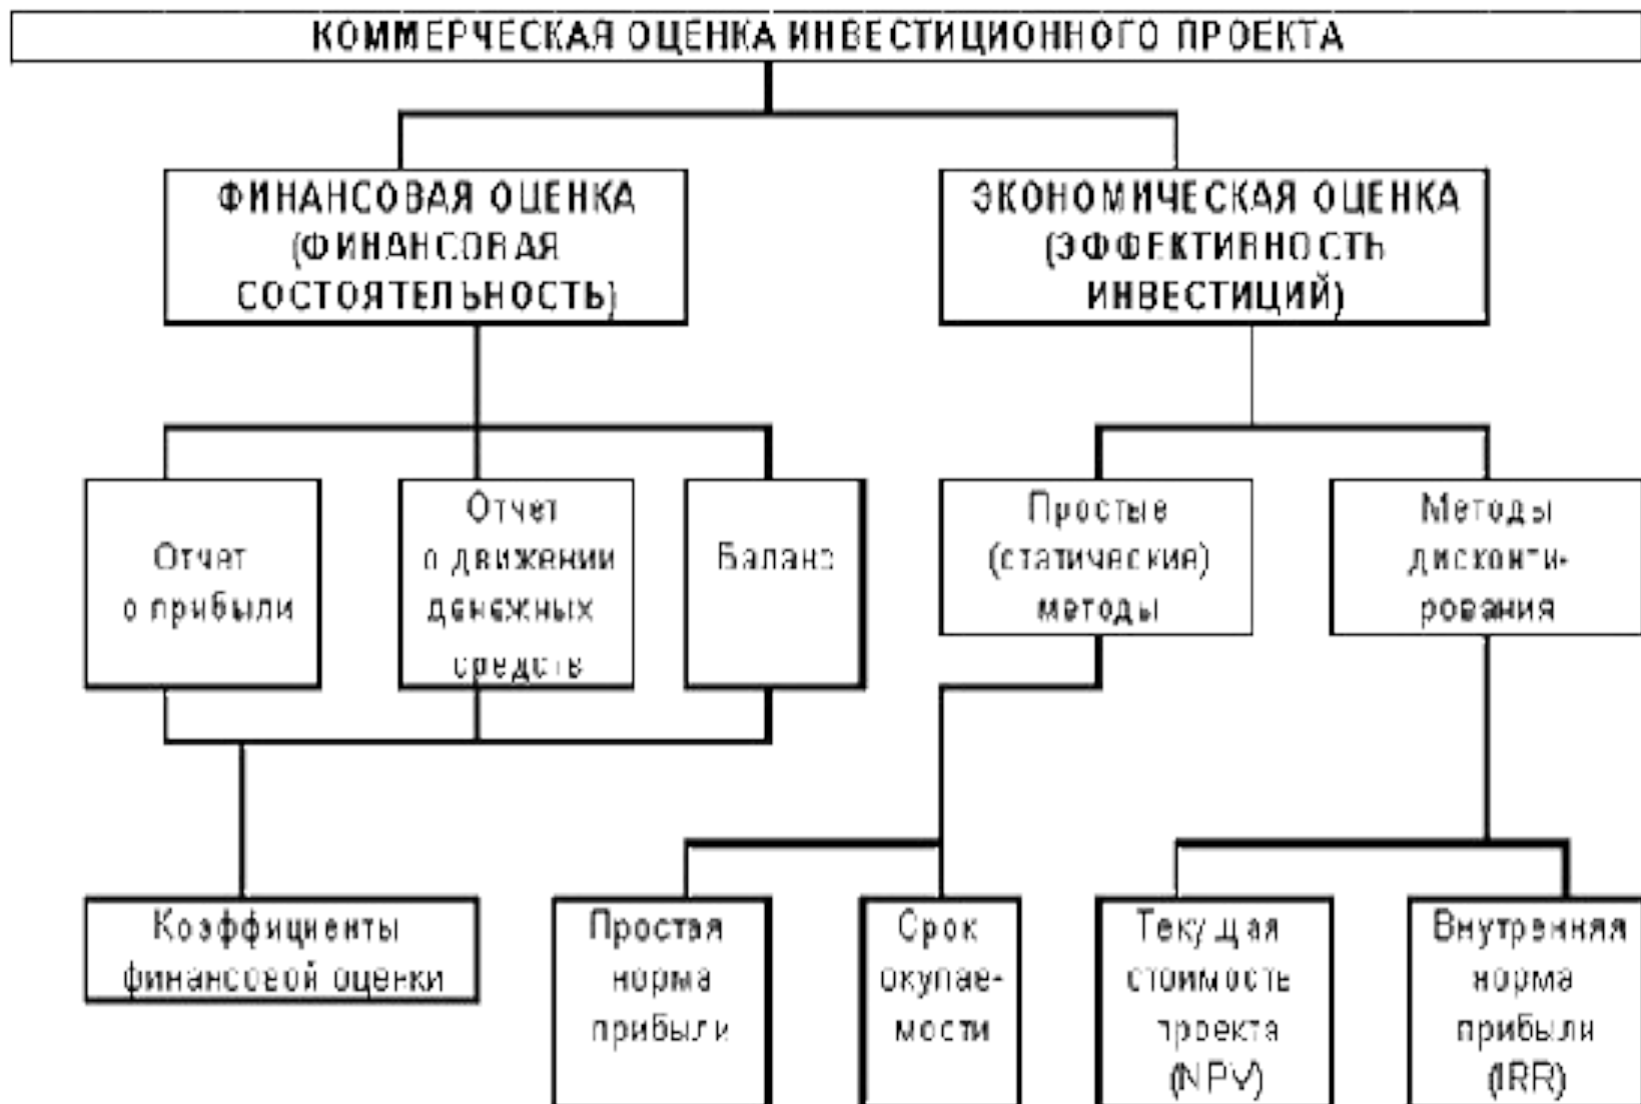 КОММЕРЧЕСКАЯ ОЦЕНКА ИНВЕСТИЦИОННОГО ПРОЕКТА
ФИНАНСОВАЯ ОЦЕНКА
(ФИНАНСОВАЯ
СОСТОЯТЕЛЬНОСТЬ)
ЭКОНОМИЧЕСКАЯ ОЦЕНКА
(ЭФФЕКТИВНОСТЬ
ИНВЕСТИЦИЙ)
Отчет
о прибыли
Отчет
о движении
денежных
средств
Баланс
Простые
(статические)
методы
Методы
дисконти-
рования
Коэффициенты
финансовой оценки
Простая
норма
прибыли
Срок
окупае-
мости
Текущая
стоимость
проекта
(NPV)
Внутренняя
норма
прибыли
(IRR)